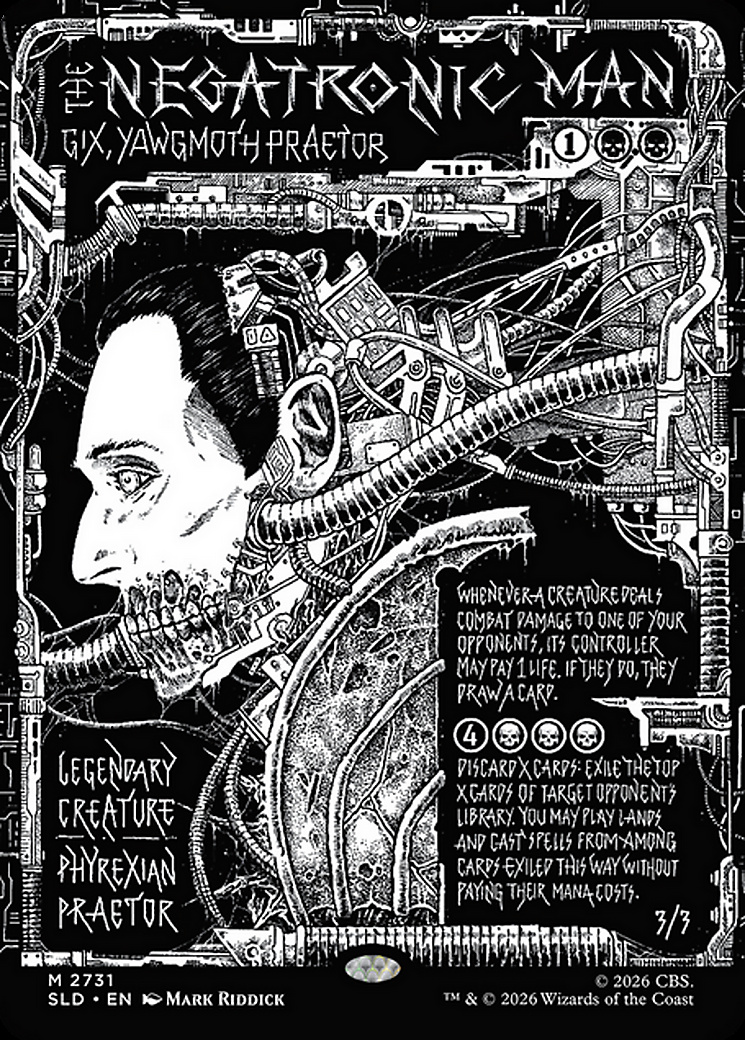 THE NEGATRONIC MAN
GIX, YAWGMOTH PRAETOR
1
WHENEVER A CREATURE DEALS
COMBAT DAMAGE TO ONE OF YOUR
OPPONENTS, ITS CONTROLLER
MAY PAY 1 LIFE. IF THEY DO, THEY
DRAW A CARD.
4
DISCARD X CARDS: EXILE THE TOP
X CARDS OF TARGET OPPONENT'S
LIBRARY. YOU MAY PLAY LANDS
AND CAST SPELLS FROM AMONG
CARDS EXILED THIS WAY WITHOUT
PAYING THEIR MANA COSTS.
3/3
LEGENDARY
CREATURE
PHYREXIAN
PRAETOR
M 2731
SLD • EN MARK RIDDICK
© 2026 CBS.
™ & © 2026 Wizards of the Coast